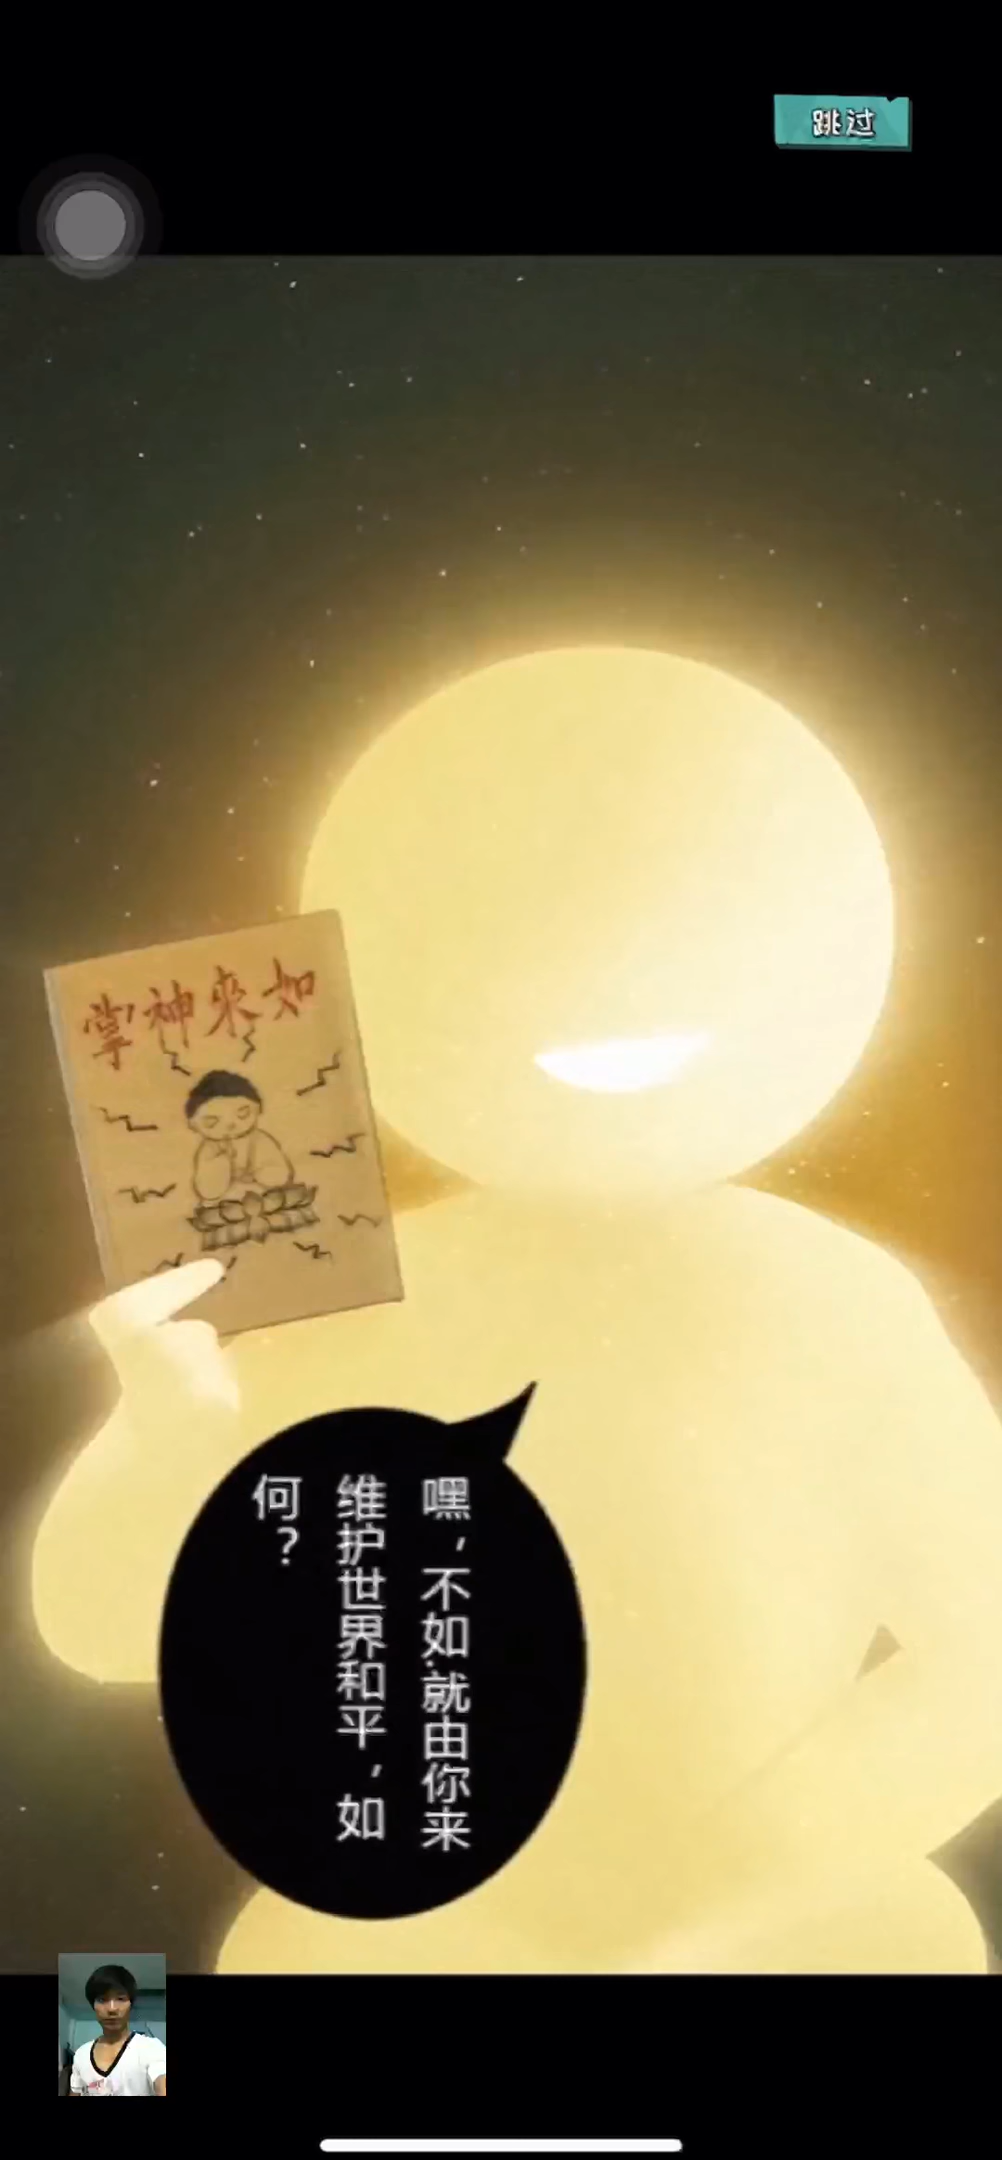 跳过
如來神掌
嘿，不如就由你来
维护世界和平，如
何？